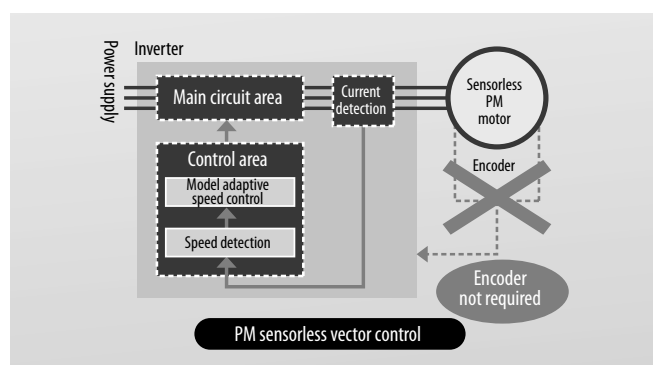 Power supply
Inverter
Main circuit area
Current
detection
Sensorless
PM
motor
Control area
Model adaptive
speed control
Speed detection
Encoder
Encoder
not required
PM sensorless vector control